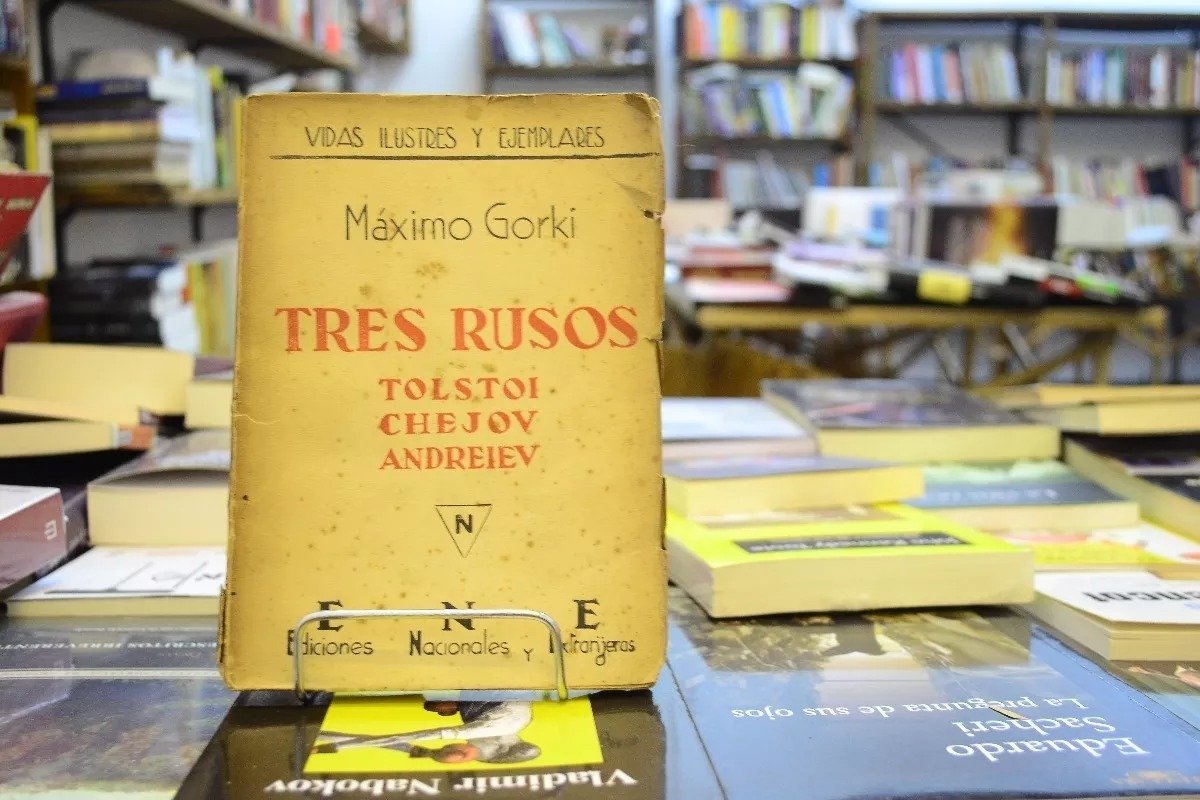 VIDAS ILUSTRES Y EJEMPLARES
Máximo Gorki
TRES RUSOS
TOLSTOI
CHEJOV
ANDREIEV
N
E N E
Ediciones Nacionales y Extranjeras
Vladimir Nabokov
Eduardo
Sacheri
La pregunta de sus ojos